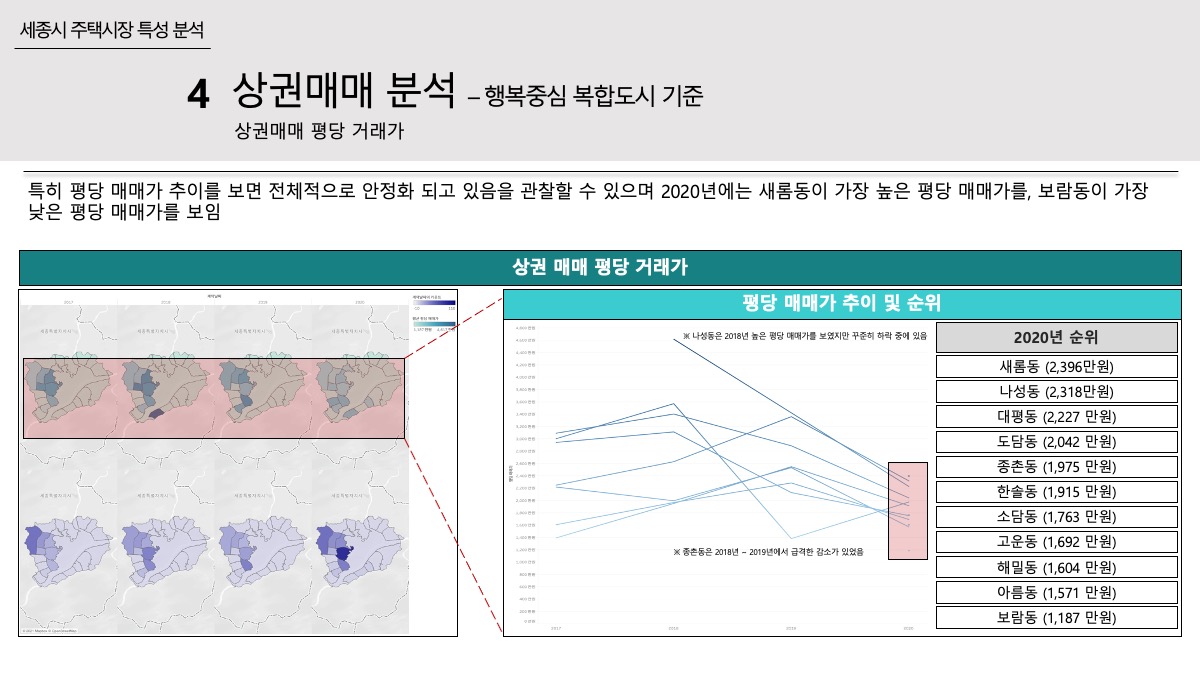 세종시 주택시장 특성 분석
4 상권매매 분석 – 행복중심 복합도시 기준
상권매매 평당 거래가
특히 평당 매매가 추이를 보면 전체적으로 안정화 되고 있음을 관찰할 수 있으며 2020년에는 새롬동이 가장 높은 평당 매매가를, 보람동이 가장
낮은 평당 매매가를 보임
상권 매매 평당 거래가
2017 2018 2019 2020
평당 매매가 추이 및 순위
※ 나성동은 2018년 높은 평당 매매가를 보였지만 꾸준히 하락 중에 있음
※ 종촌동은 2018년 ~ 2019년에서 급격한 감소가 있었음
2017 2018 2019 2020
2020년 순위
새롬동 (2,396만원)
나성동 (2,318만원)
대평동 (2,227 만원)
도담동 (2,042 만원)
종촌동 (1,975 만원)
한솔동 (1,915 만원)
소담동 (1,763 만원)
고운동 (1,692 만원)
해밀동 (1,604 만원)
아름동 (1,571 만원)
보람동 (1,187 만원)